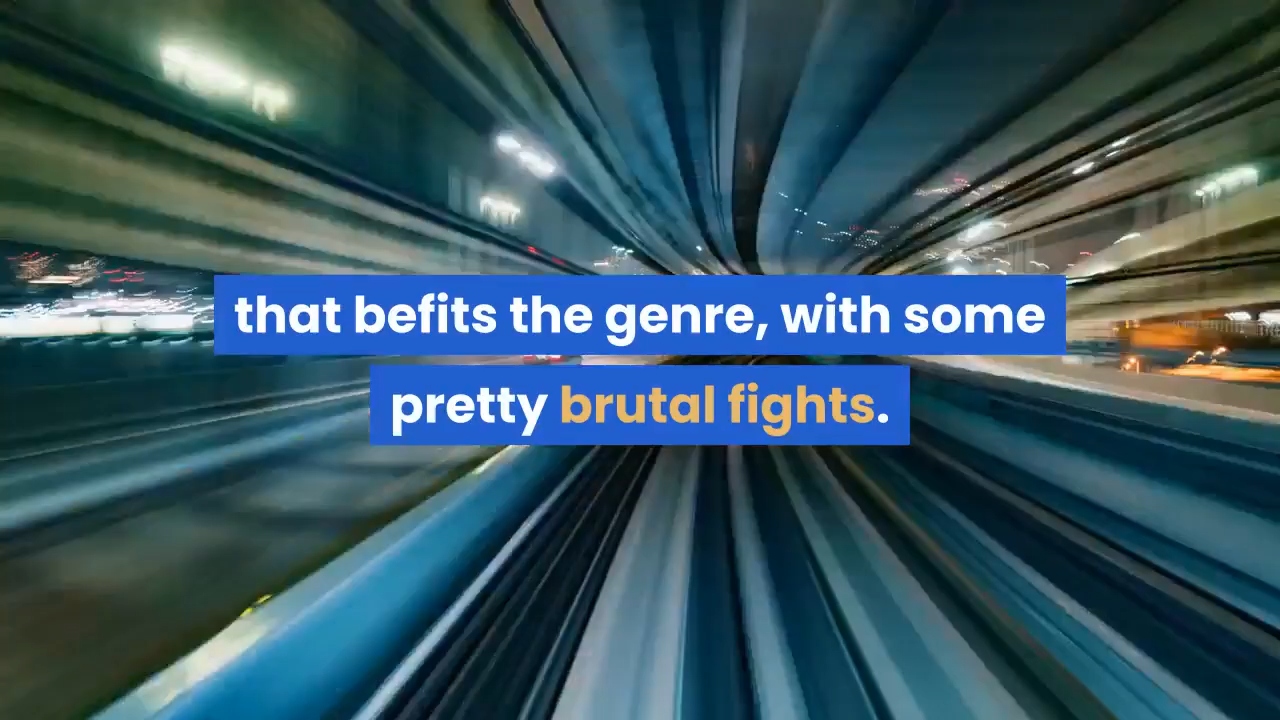 that befits the genre, with some
pretty brutal fights.